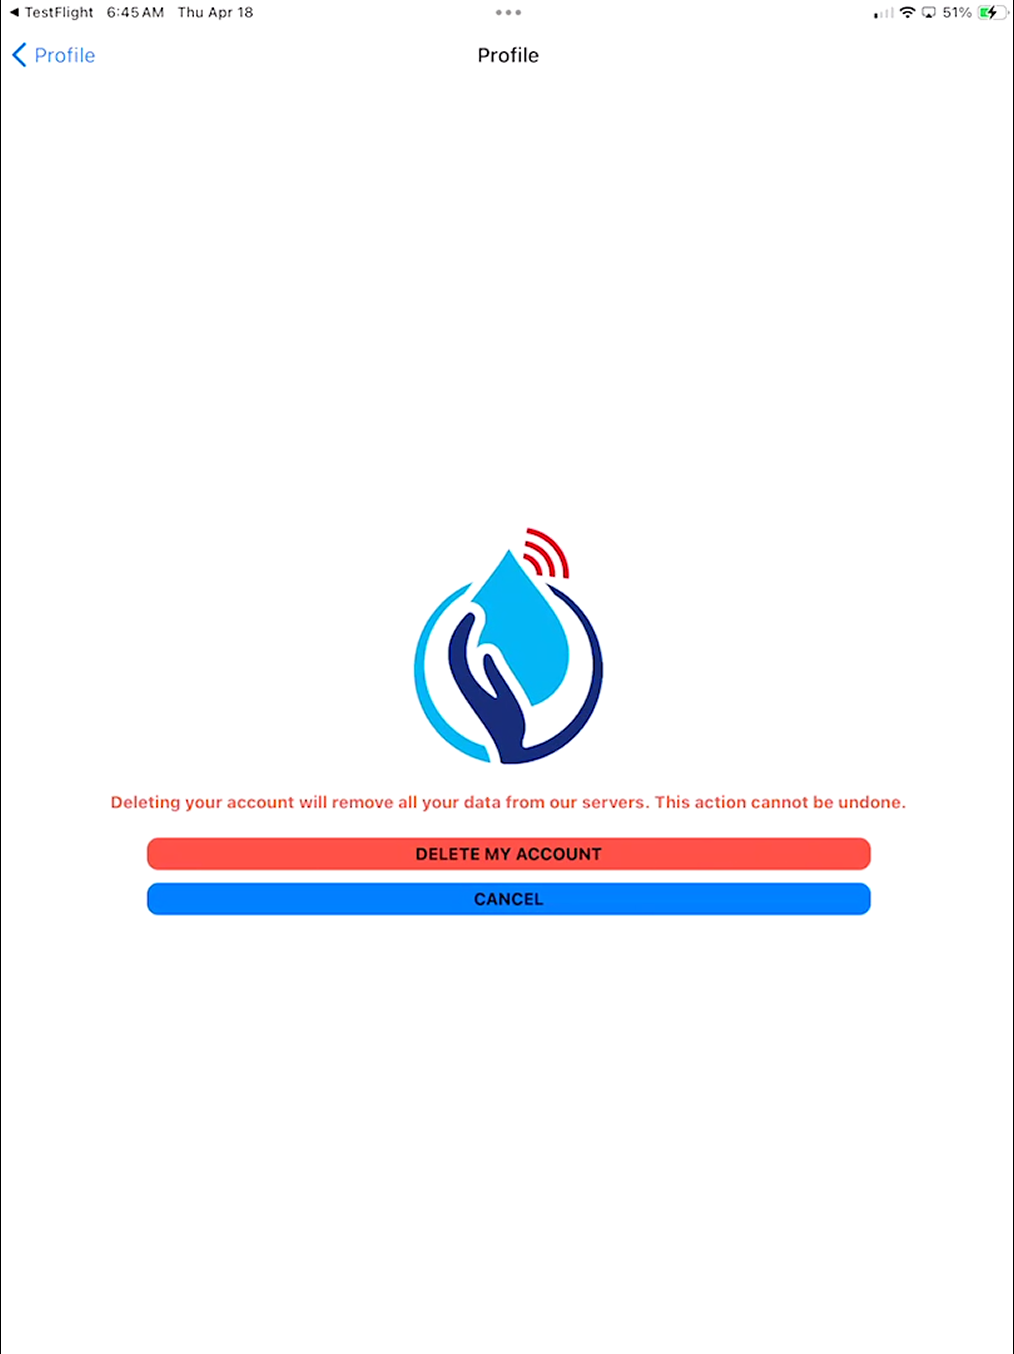 ◀ TestFlight 6:45 AM Thu Apr 18 51%
Profile Profile
Deleting your account will remove all your data from our servers. This action cannot be undone.
DELETE MY ACCOUNT
CANCEL